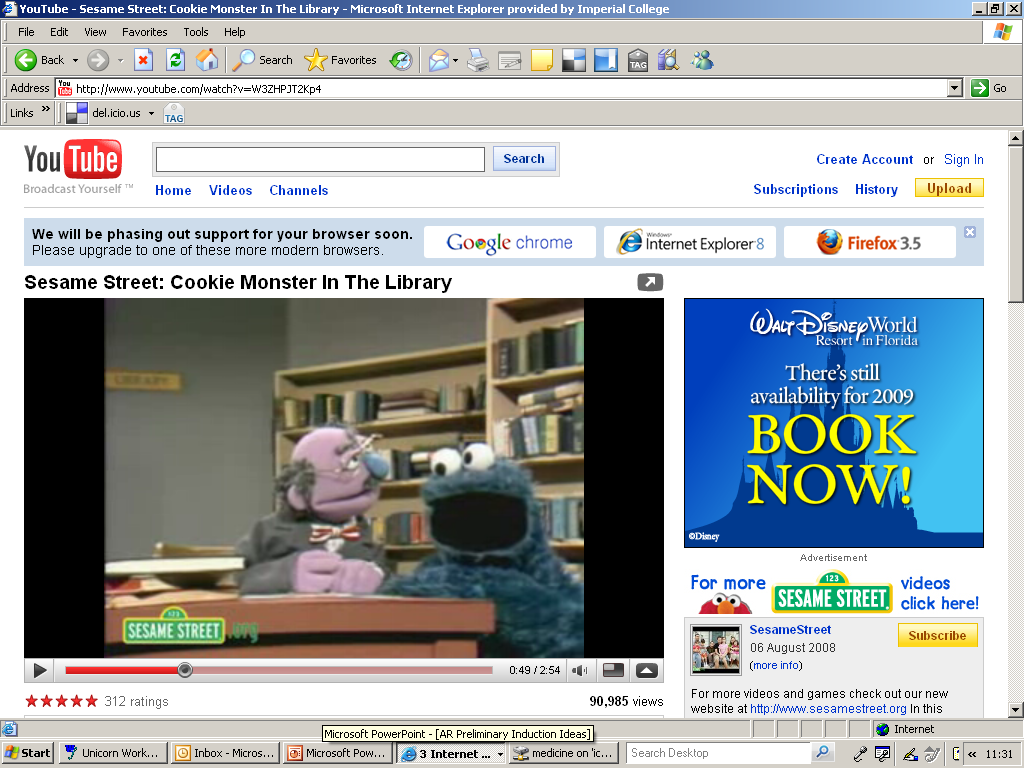 YouTube - Sesame Street: Cookie Monster In The Library - Microsoft Internet Explorer provided by Imperial College
File Edit View Favorites Tools Help
Back Search Favorites TAG
Address http://www.youtube.com/watch?v=W3ZHPJT2Kp4 Go
Links » del.icio.us TAG
YouTube Search Create Account or Sign In
Broadcast Yourself ™
Home Videos Channels Subscriptions History Upload
We will be phasing out support for your browser soon.
Please upgrade to one of these more modern browsers.
Google chrome Windows Internet Explorer 8 Firefox 3.5
Sesame Street: Cookie Monster In The Library
LIBRARY
123
SESAME STREET.org
0:49 / 2:54
312 ratings 90,985 views
Walt Disney World
Resort in Florida
There's still
availability for 2009
BOOK
NOW!
©Disney
Advertisement
For more 123 SESAME STREET videos
click here!
SesameStreet Subscribe
06 August 2008
(more info)
For more videos and games check out our new
website at http://www.sesamestreet.org In this
Microsoft PowerPoint - [AR Preliminary Induction Ideas]
Internet
Start Unicorn Work... Inbox - Micros... Microsoft Pow... 3 Internet ... medicine on 'ic... Search Desktop « 11:31